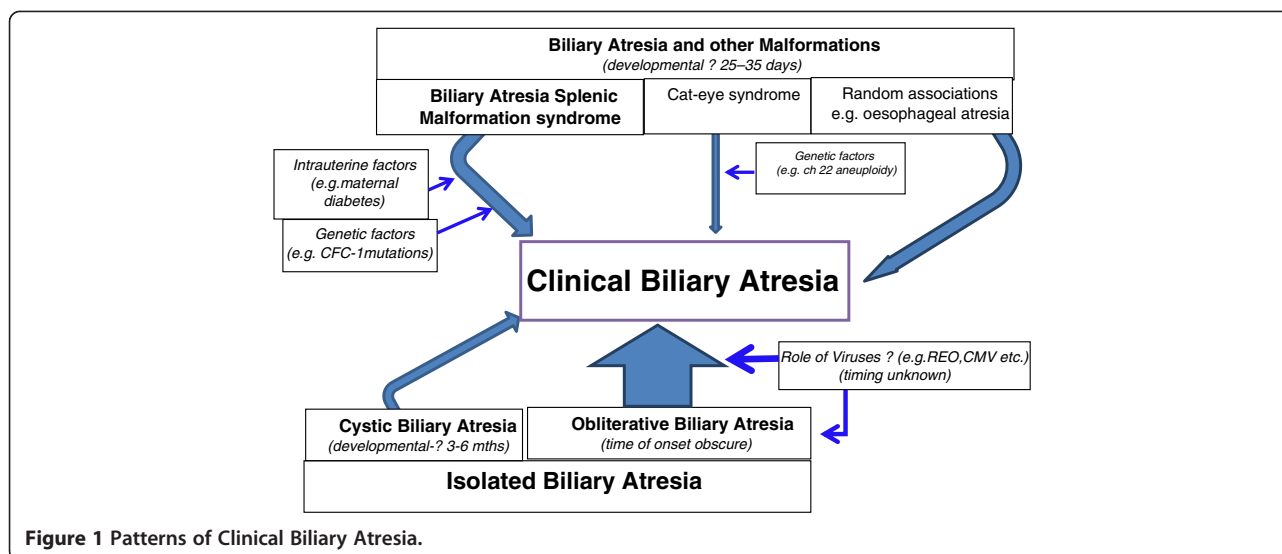 Biliary Atresia and other Malformations
(developmental ? 25–35 days)
Biliary Atresia Splenic
Malformation syndrome
Cat-eye syndrome
Random associations
e.g. oesophageal atresia
Intrauterine factors
(e.g.maternal
diabetes)
Genetic factors
(e.g. CFC-1mutations)
Genetic factors
(e.g. ch 22 aneuploidy)
Clinical Biliary Atresia
Role of Viruses ? (e.g.REO,CMV etc.)
(timing unknown)
Cystic Biliary Atresia
(developmental-? 3-6 mths)
Obliterative Biliary Atresia
(time of onset obscure)
Isolated Biliary Atresia
Figure 1 Patterns of Clinical Biliary Atresia.